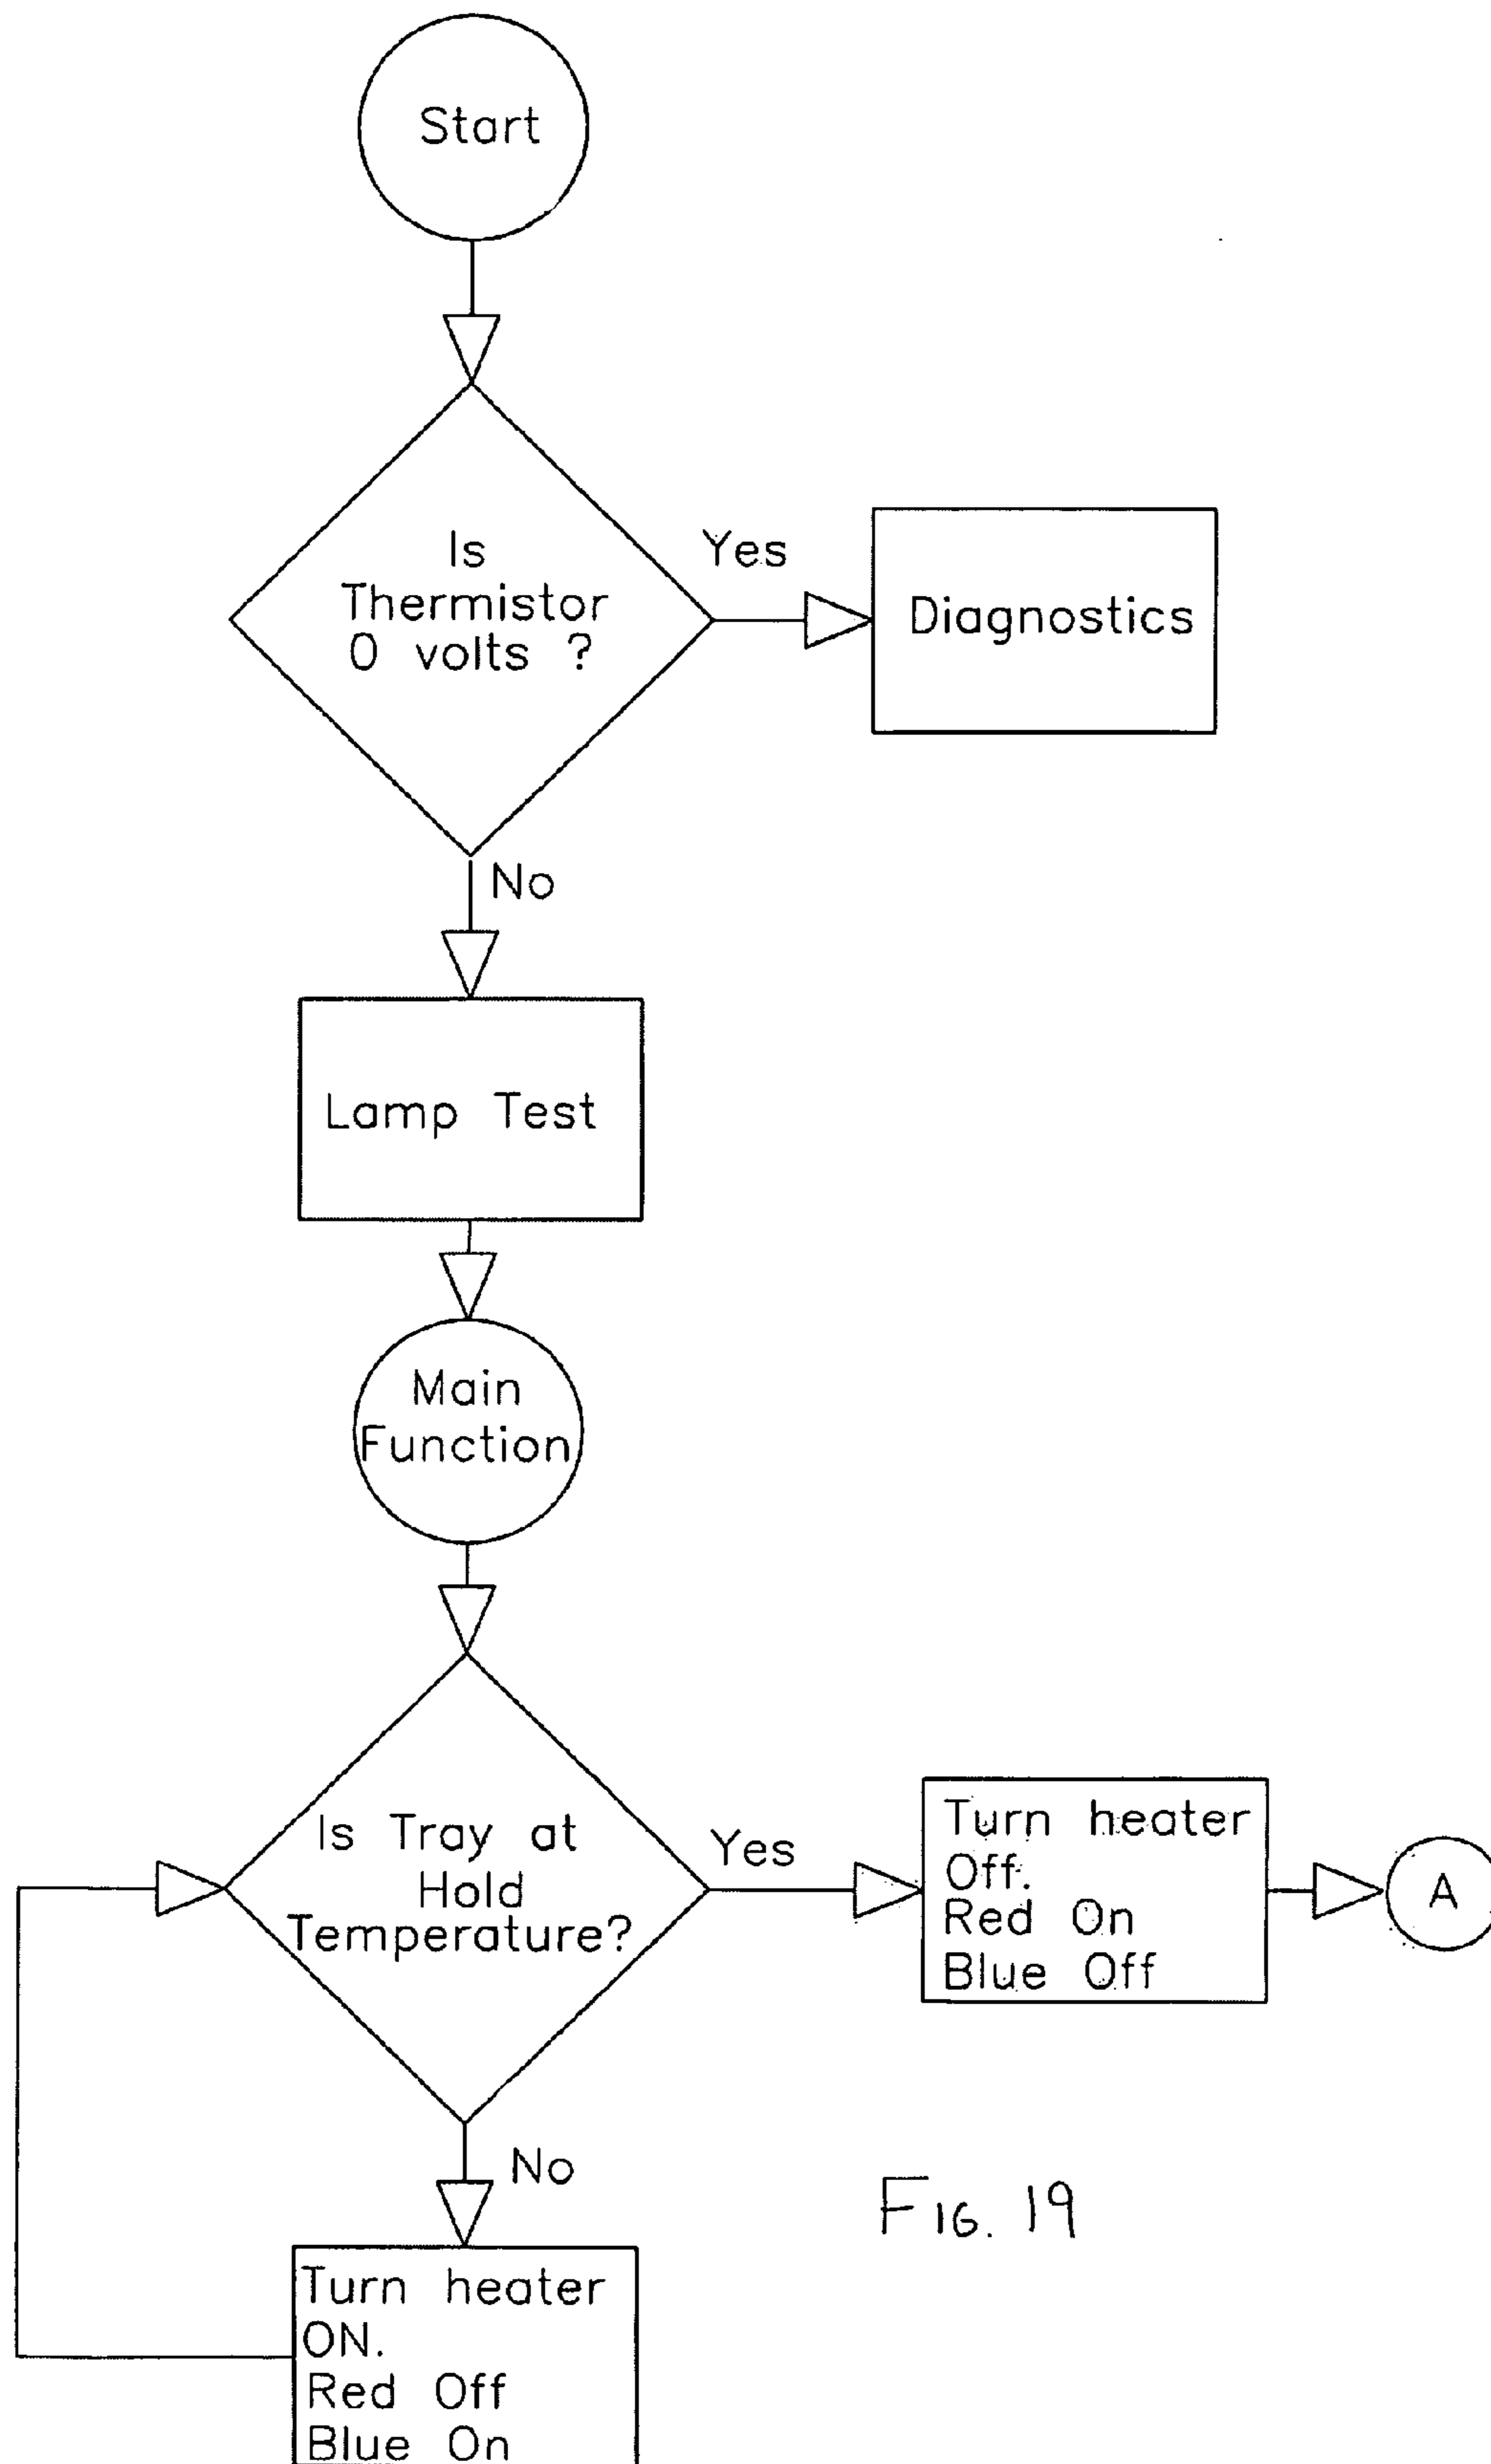 Start
Is
Thermistor
0 volts ?
Yes
Diagnostics
No
Lamp Test
Main
Function
Is Tray at
Hold
Temperature?
Yes
Turn heater
Off.
Red On
Blue Off
A
No
Turn heater
ON.
Red Off
Blue On
FIG. 19